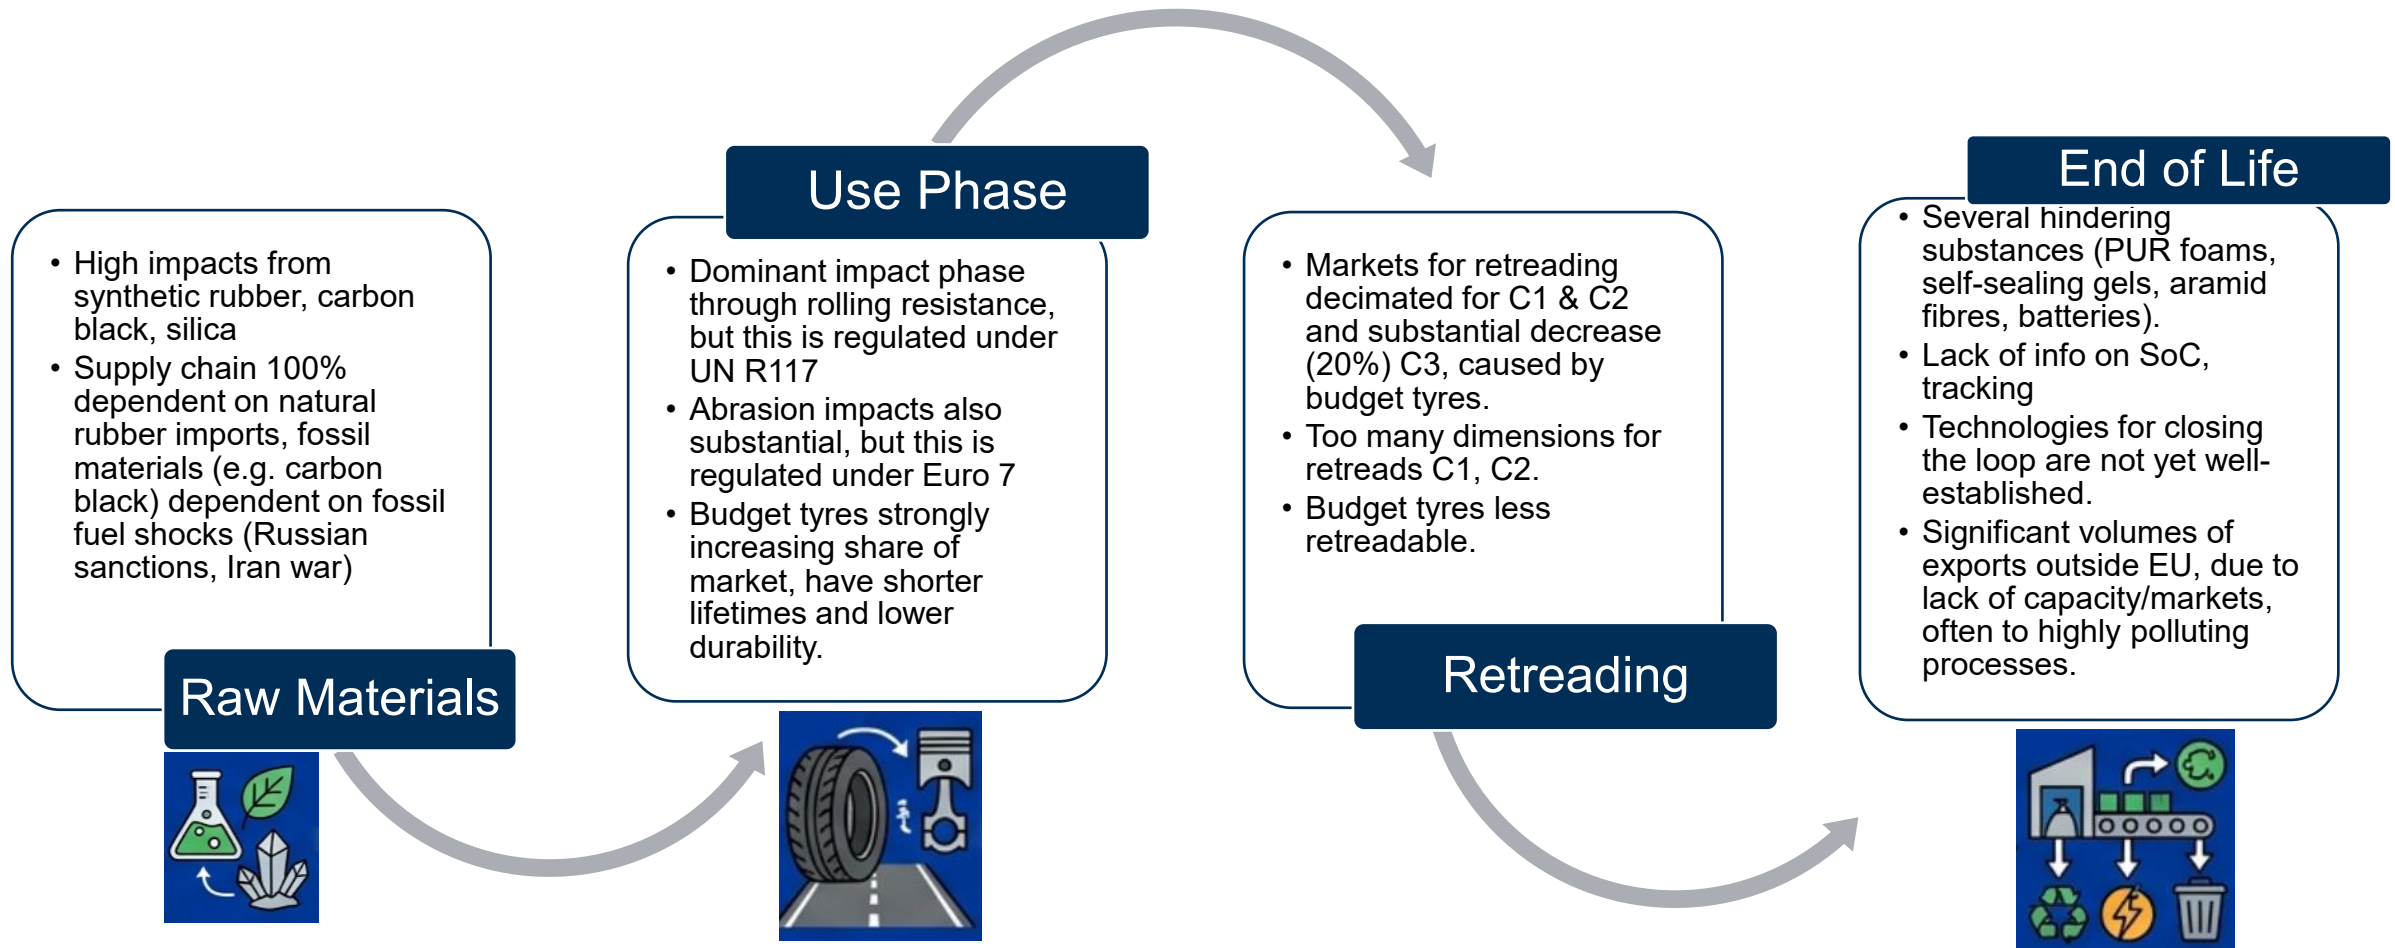 Raw Materials
• High impacts from
synthetic rubber, carbon
black, silica
• Supply chain 100%
dependent on natural
rubber imports, fossil
materials (e.g. carbon
black) dependent on fossil
fuel shocks (Russian
sanctions, Iran war)
Use Phase
• Dominant impact phase
through rolling resistance,
but this is regulated under
UN R117
• Abrasion impacts also
substantial, but this is
regulated under Euro 7
• Budget tyres strongly
increasing share of
market, have shorter
lifetimes and lower
durability.
Retreading
• Markets for retreading
decimated for C1 & C2
and substantial decrease
(20%) C3, caused by
budget tyres.
• Too many dimensions for
retreads C1, C2.
• Budget tyres less
retreadable.
End of Life
• Several hindering
substances (PUR foams,
self-sealing gels, aramid
fibres, batteries).
• Lack of info on SoC,
tracking
• Technologies for closing
the loop are not yet well-
established.
• Significant volumes of
exports outside EU, due to
lack of capacity/markets,
often to highly polluting
processes.